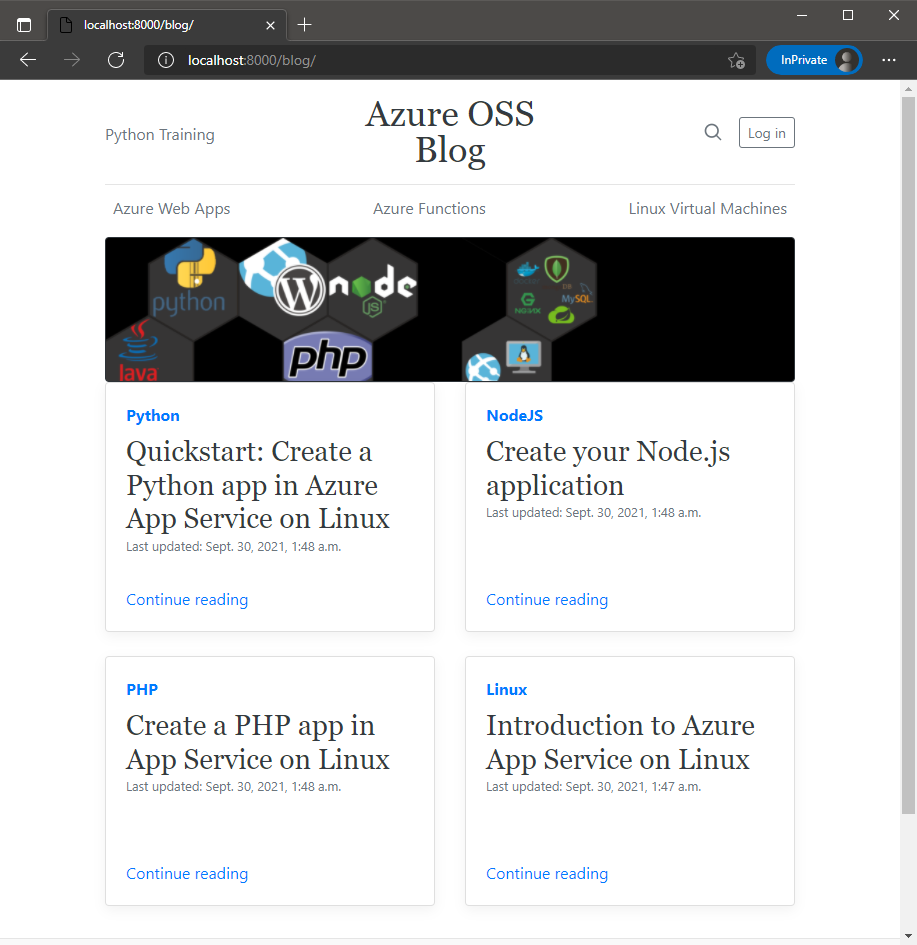 localhost:8000/blog/
localhost:8000/blog/
InPrivate
Python Training
Azure OSS
Blog
Log in
Azure Web Apps
Azure Functions
Linux Virtual Machines
python
W
node
JS
php
Java
DB
MySQL
G
NGINX
Python
Quickstart: Create a
Python app in Azure
App Service on Linux
Last updated: Sept. 30, 2021, 1:48 a.m.
Continue reading
NodeJS
Create your Node.js
application
Last updated: Sept. 30, 2021, 1:48 a.m.
Continue reading
PHP
Create a PHP app in
App Service on Linux
Last updated: Sept. 30, 2021, 1:48 a.m.
Continue reading
Linux
Introduction to Azure
App Service on Linux
Last updated: Sept. 30, 2021, 1:47 a.m.
Continue reading